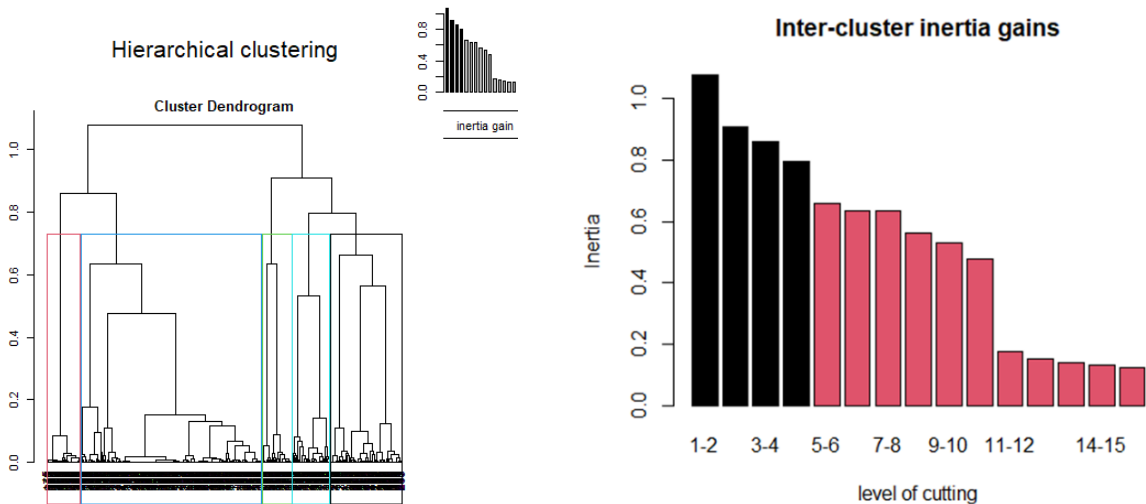 Hierarchical clustering
0.0 0.4 0.8
inertia gain
Cluster Dendrogram
0.0 0.2 0.4 0.6 0.8 1.0
Inter-cluster inertia gains
Inertia
0.0 0.2 0.4 0.6 0.8 1.0
1-2 3-4 5-6 7-8 9-10 11-12 14-15
level of cutting